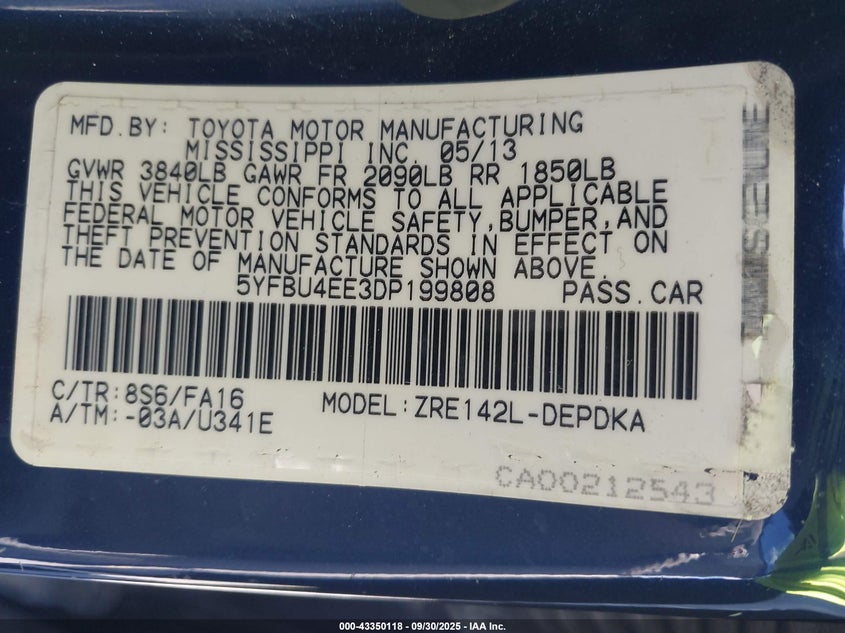 MFD.BY: TOYOTA MOTOR MANUFACTURING
MISSISSIPPI INC. 05/13
GVWR 3840LB GAWR FR 2090LB RR 1850LB
THIS VEHICLE CONFORMS TO ALL APPLICABLE
FEDERAL MOTOR VEHICLE SAFETY,BUMPER,AND
THEFT PREVENTION STANDARDS IN EFFECT ON
THE DATE OF MANUFACTURE SHOWN ABOVE.
5YFBU4EE3DP199808 PASS.CAR
C/TR:8S6/FA16
A/TM:-03A/U341E
MODEL:ZRE142L-DEPDKA
CA00212543
000-43350118 - 09/30/2025 - IAA Inc.